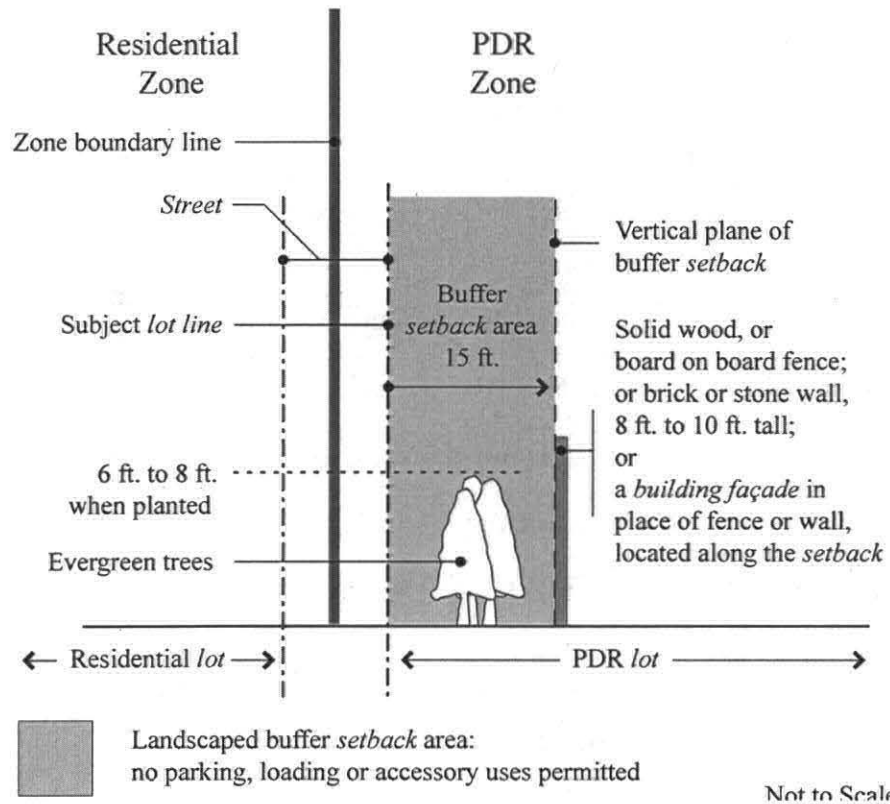 Residential
Zone
PDR
Zone
Zone boundary line
Street
Vertical plane of
buffer setback
Buffer
setback area
15 ft.
Subject lot line
Solid wood, or
board on board fence;
or brick or stone wall,
8 ft. to 10 ft. tall;
or
a building façade in
place of fence or wall,
located along the setback
6 ft. to 8 ft.
when planted
Evergreen trees
Residential lot
PDR lot
Landscaped buffer setback area:
no parking, loading or accessory uses permitted
Not to Scale